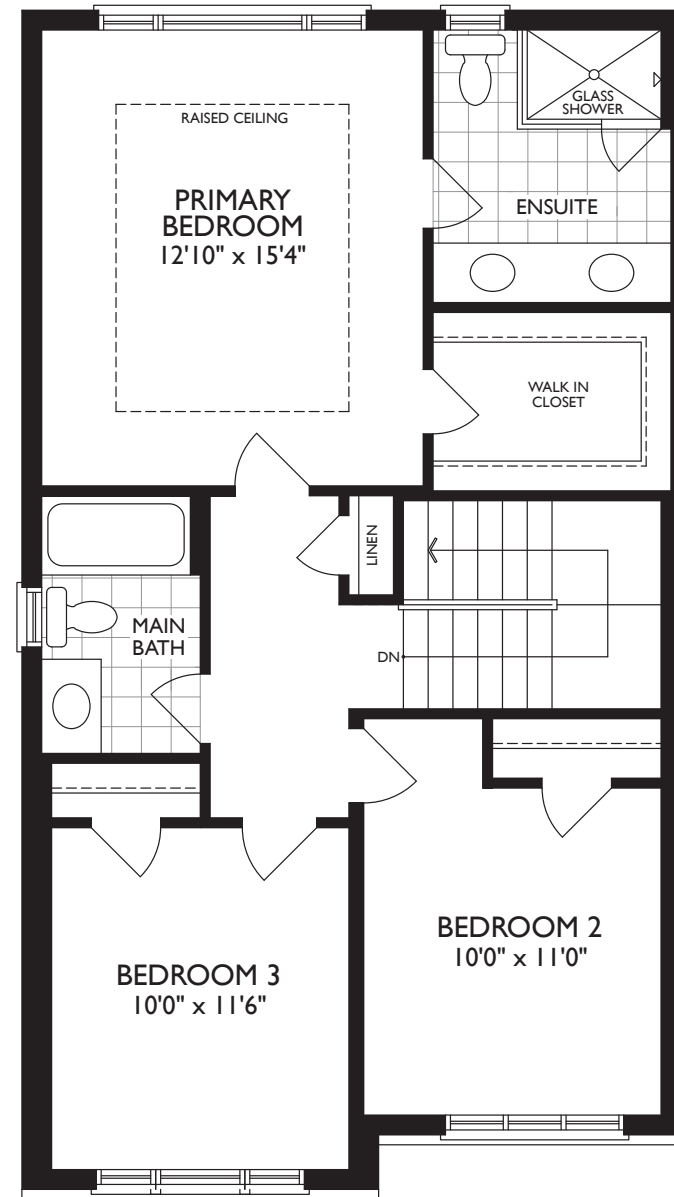 RAISED CEILING
PRIMARY
BEDROOM
12'10" x 15'4"
GLASS
SHOWER
ENSUITE
WALK IN
CLOSET
LINEN
MAIN
BATH
DN
BEDROOM 2
10'0" x 11'0"
BEDROOM 3
10'0" x 11'6"